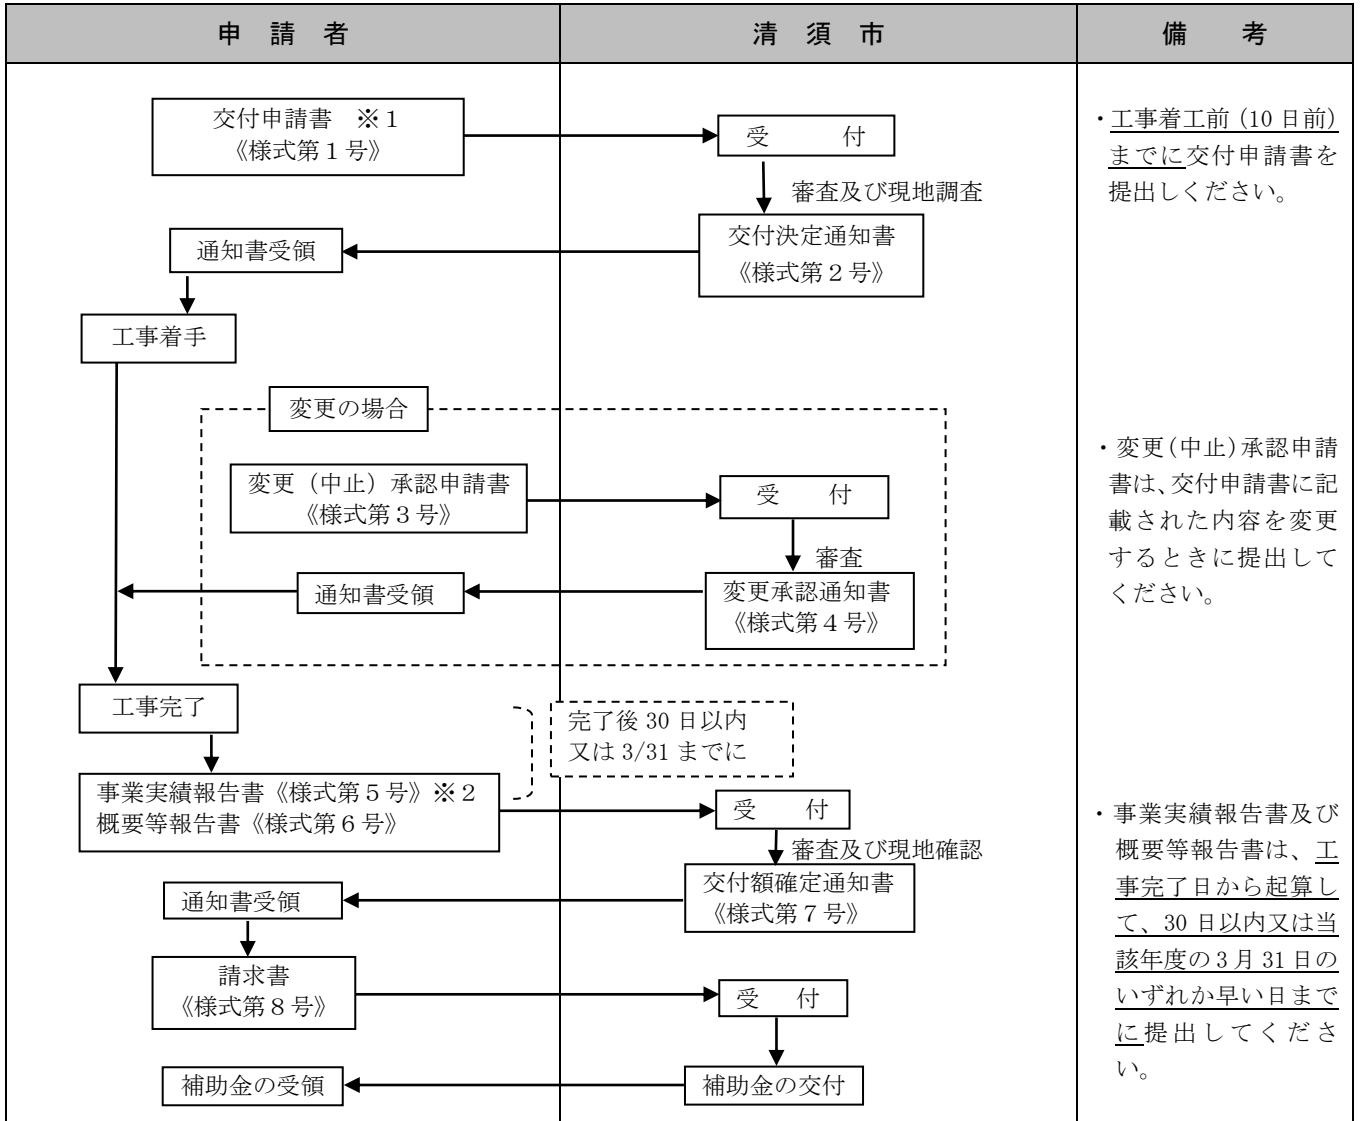 申 請 者
清 須 市
備 考
交付申請書 ※１
《様式第１号》
受 付
・工事着工前（10 日前）
までに交付申請書を
提出しください。
審査及び現地調査
交付決定通知書
《様式第２号》
通知書受領
工事着手
変更の場合
変更（中止）承認申請書
《様式第３号》
受 付
・変更（中止）承認申請
書は、交付申請書に記
載された内容を変更
するときに提出して
ください。
審査
変更承認通知書
《様式第４号》
通知書受領
工事完了
完了後 30 日以内
又は 3/31 までに
事業実績報告書《様式第５号》※２
概要等報告書《様式第６号》
受 付
・事業実績報告書及び
概要等報告書は、工
事完了日から起算し
て、30 日以内又は当
該年度の 3 月 31 日の
いずれか早い日まで
に提出してくださ
い。
審査及び現地確認
交付額確定通知書
《様式第７号》
通知書受領
請求書
《様式第８号》
受 付
補助金の交付
補助金の受領